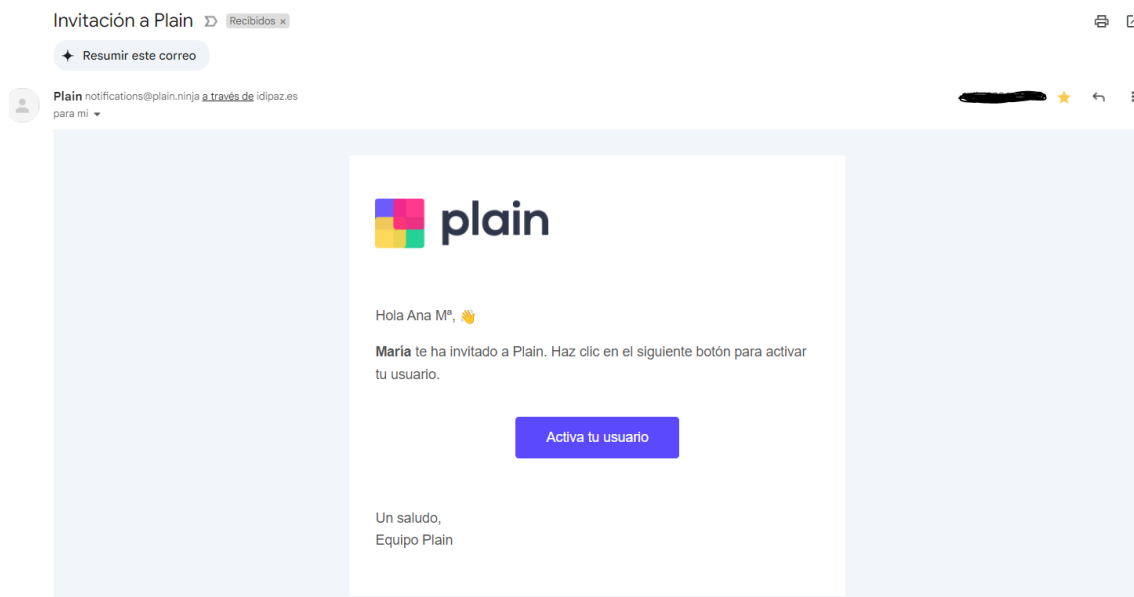 Invitación a Plain Recibidos x
Resumir este correo
Plain notifications@plain.ninja a través de idipaz.es
para mi
plain
Hola Ana Mª, 👋
María te ha invitado a Plain. Haz clic en el siguiente botón para activar
tu usuario.
Activa tu usuario
Un saludo,
Equipo Plain